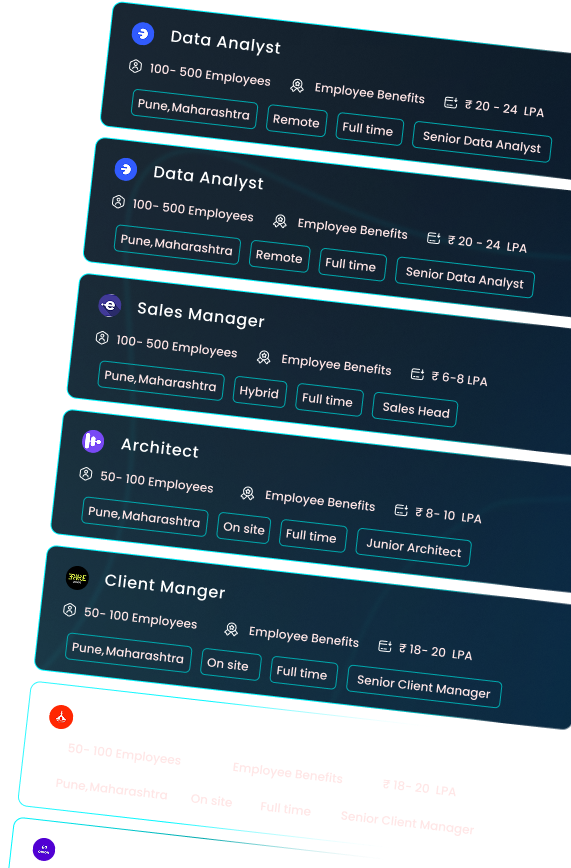 Data Analyst
100- 500 Employees Employee Benefits ₹ 20 - 24 LPA
Pune,Maharashtra Remote Full time Senior Data Analyst
Data Analyst
100- 500 Employees Employee Benefits ₹ 20 - 24 LPA
Pune,Maharashtra Remote Full time Senior Data Analyst
e
Sales Manager
100- 500 Employees Employee Benefits ₹ 6-8 LPA
Pune,Maharashtra Hybrid Full time Sales Head
Architect
50- 100 Employees Employee Benefits ₹ 8- 10 LPA
Pune,Maharashtra On site Full time Junior Architect
Client Manger
50- 100 Employees Employee Benefits ₹ 18- 20 LPA
Pune,Maharashtra On site Full time Senior Client Manager
50- 100 Employees Employee Benefits ₹ 18- 20 LPA
Pune,Maharashtra On site Full time Senior Client Manager